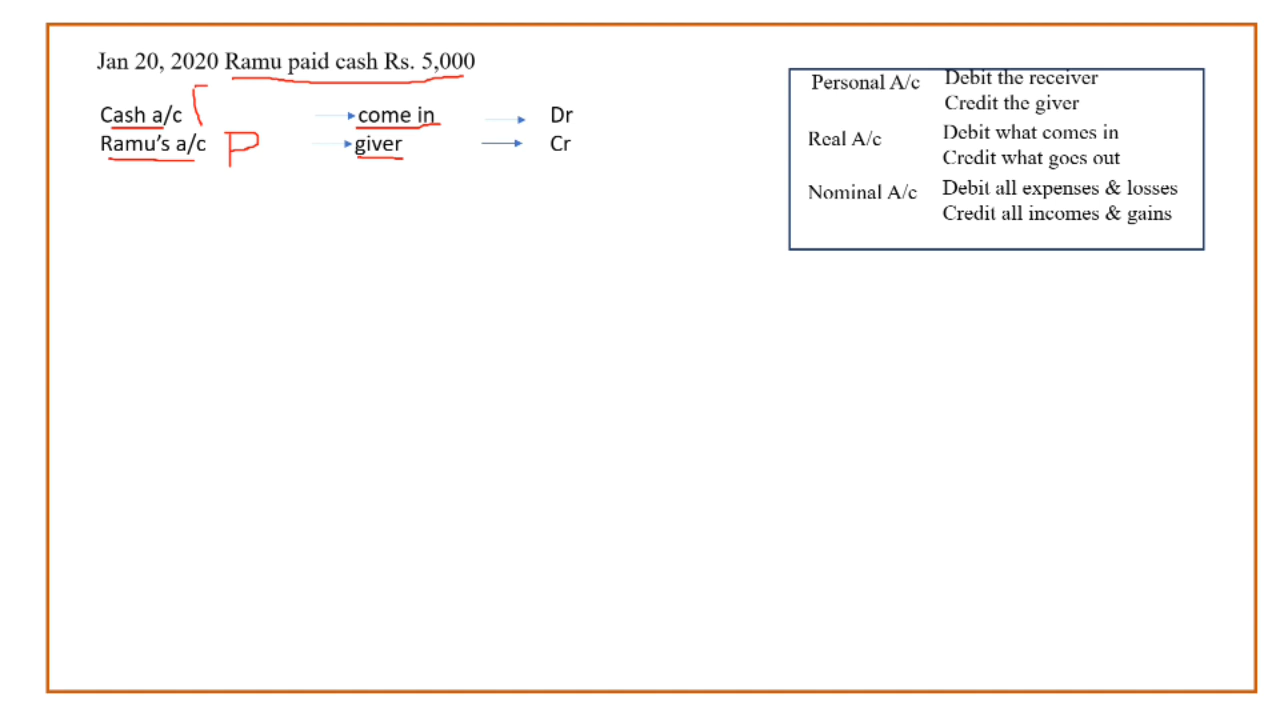 Jan 20, 2020 Ramu paid cash Rs. 5,000
Cash a/c r come in Dr
Ramu's a/c P giver Cr
Personal A/c Debit the receiver
Credit the giver
Real A/c Debit what comes in
Credit what goes out
Nominal A/c Debit all expenses & losses
Credit all incomes & gains